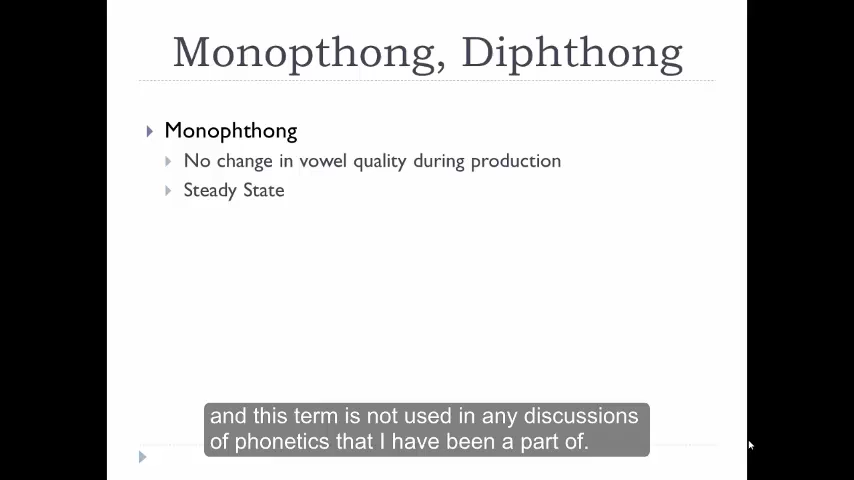 Monopthong, Diphthong
Monophthong
No change in vowel quality during production
Steady State
and this term is not used in any discussions
of phonetics that I have been a part of.